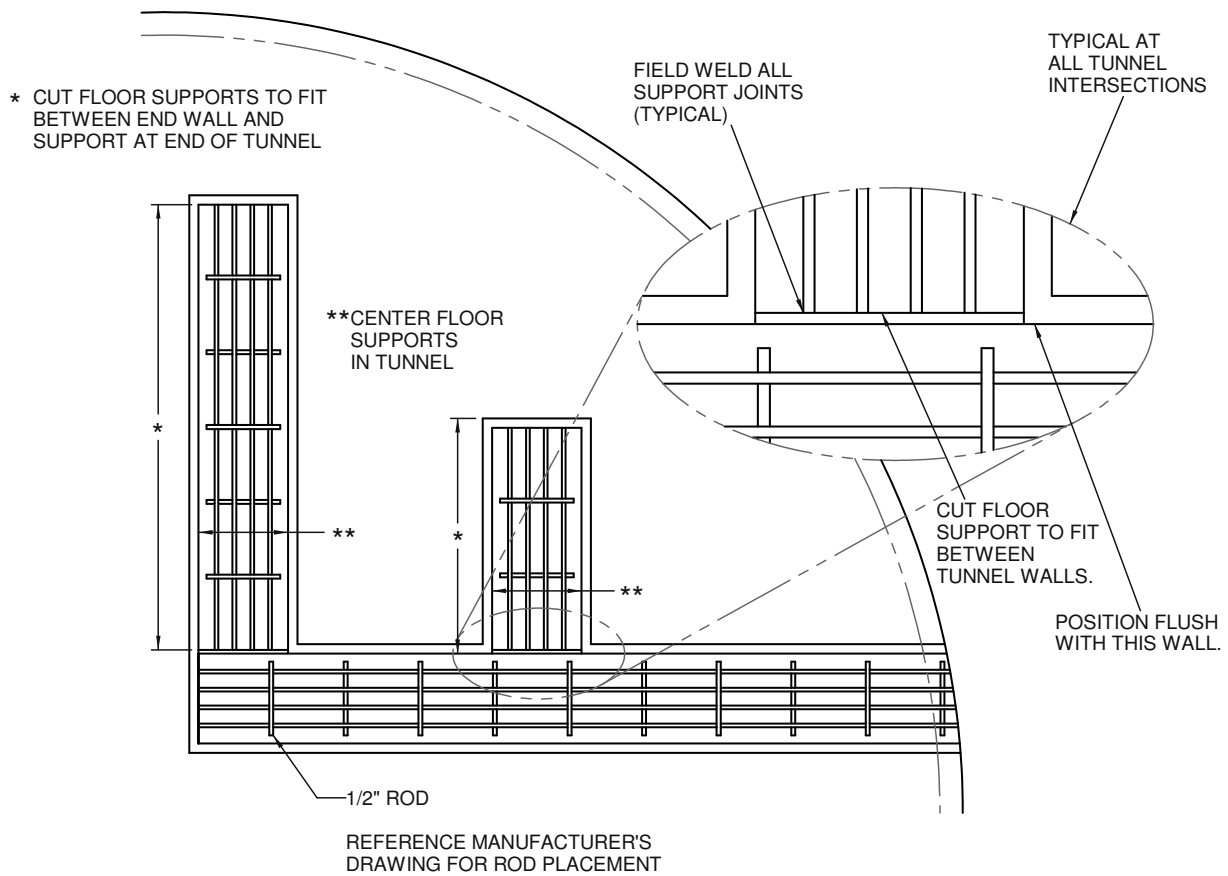 * CUT FLOOR SUPPORTS TO FIT
BETWEEN END WALL AND
SUPPORT AT END OF TUNNEL
FIELD WELD ALL
SUPPORT JOINTS
(TYPICAL)
TYPICAL AT
ALL TUNNEL
INTERSECTIONS
**CENTER FLOOR
SUPPORTS
IN TUNNEL
*
**
*
**
CUT FLOOR
SUPPORT TO FIT
BETWEEN
TUNNEL WALLS.
POSITION FLUSH
WITH THIS WALL.
1/2" ROD
REFERENCE MANUFACTURER'S
DRAWING FOR ROD PLACEMENT